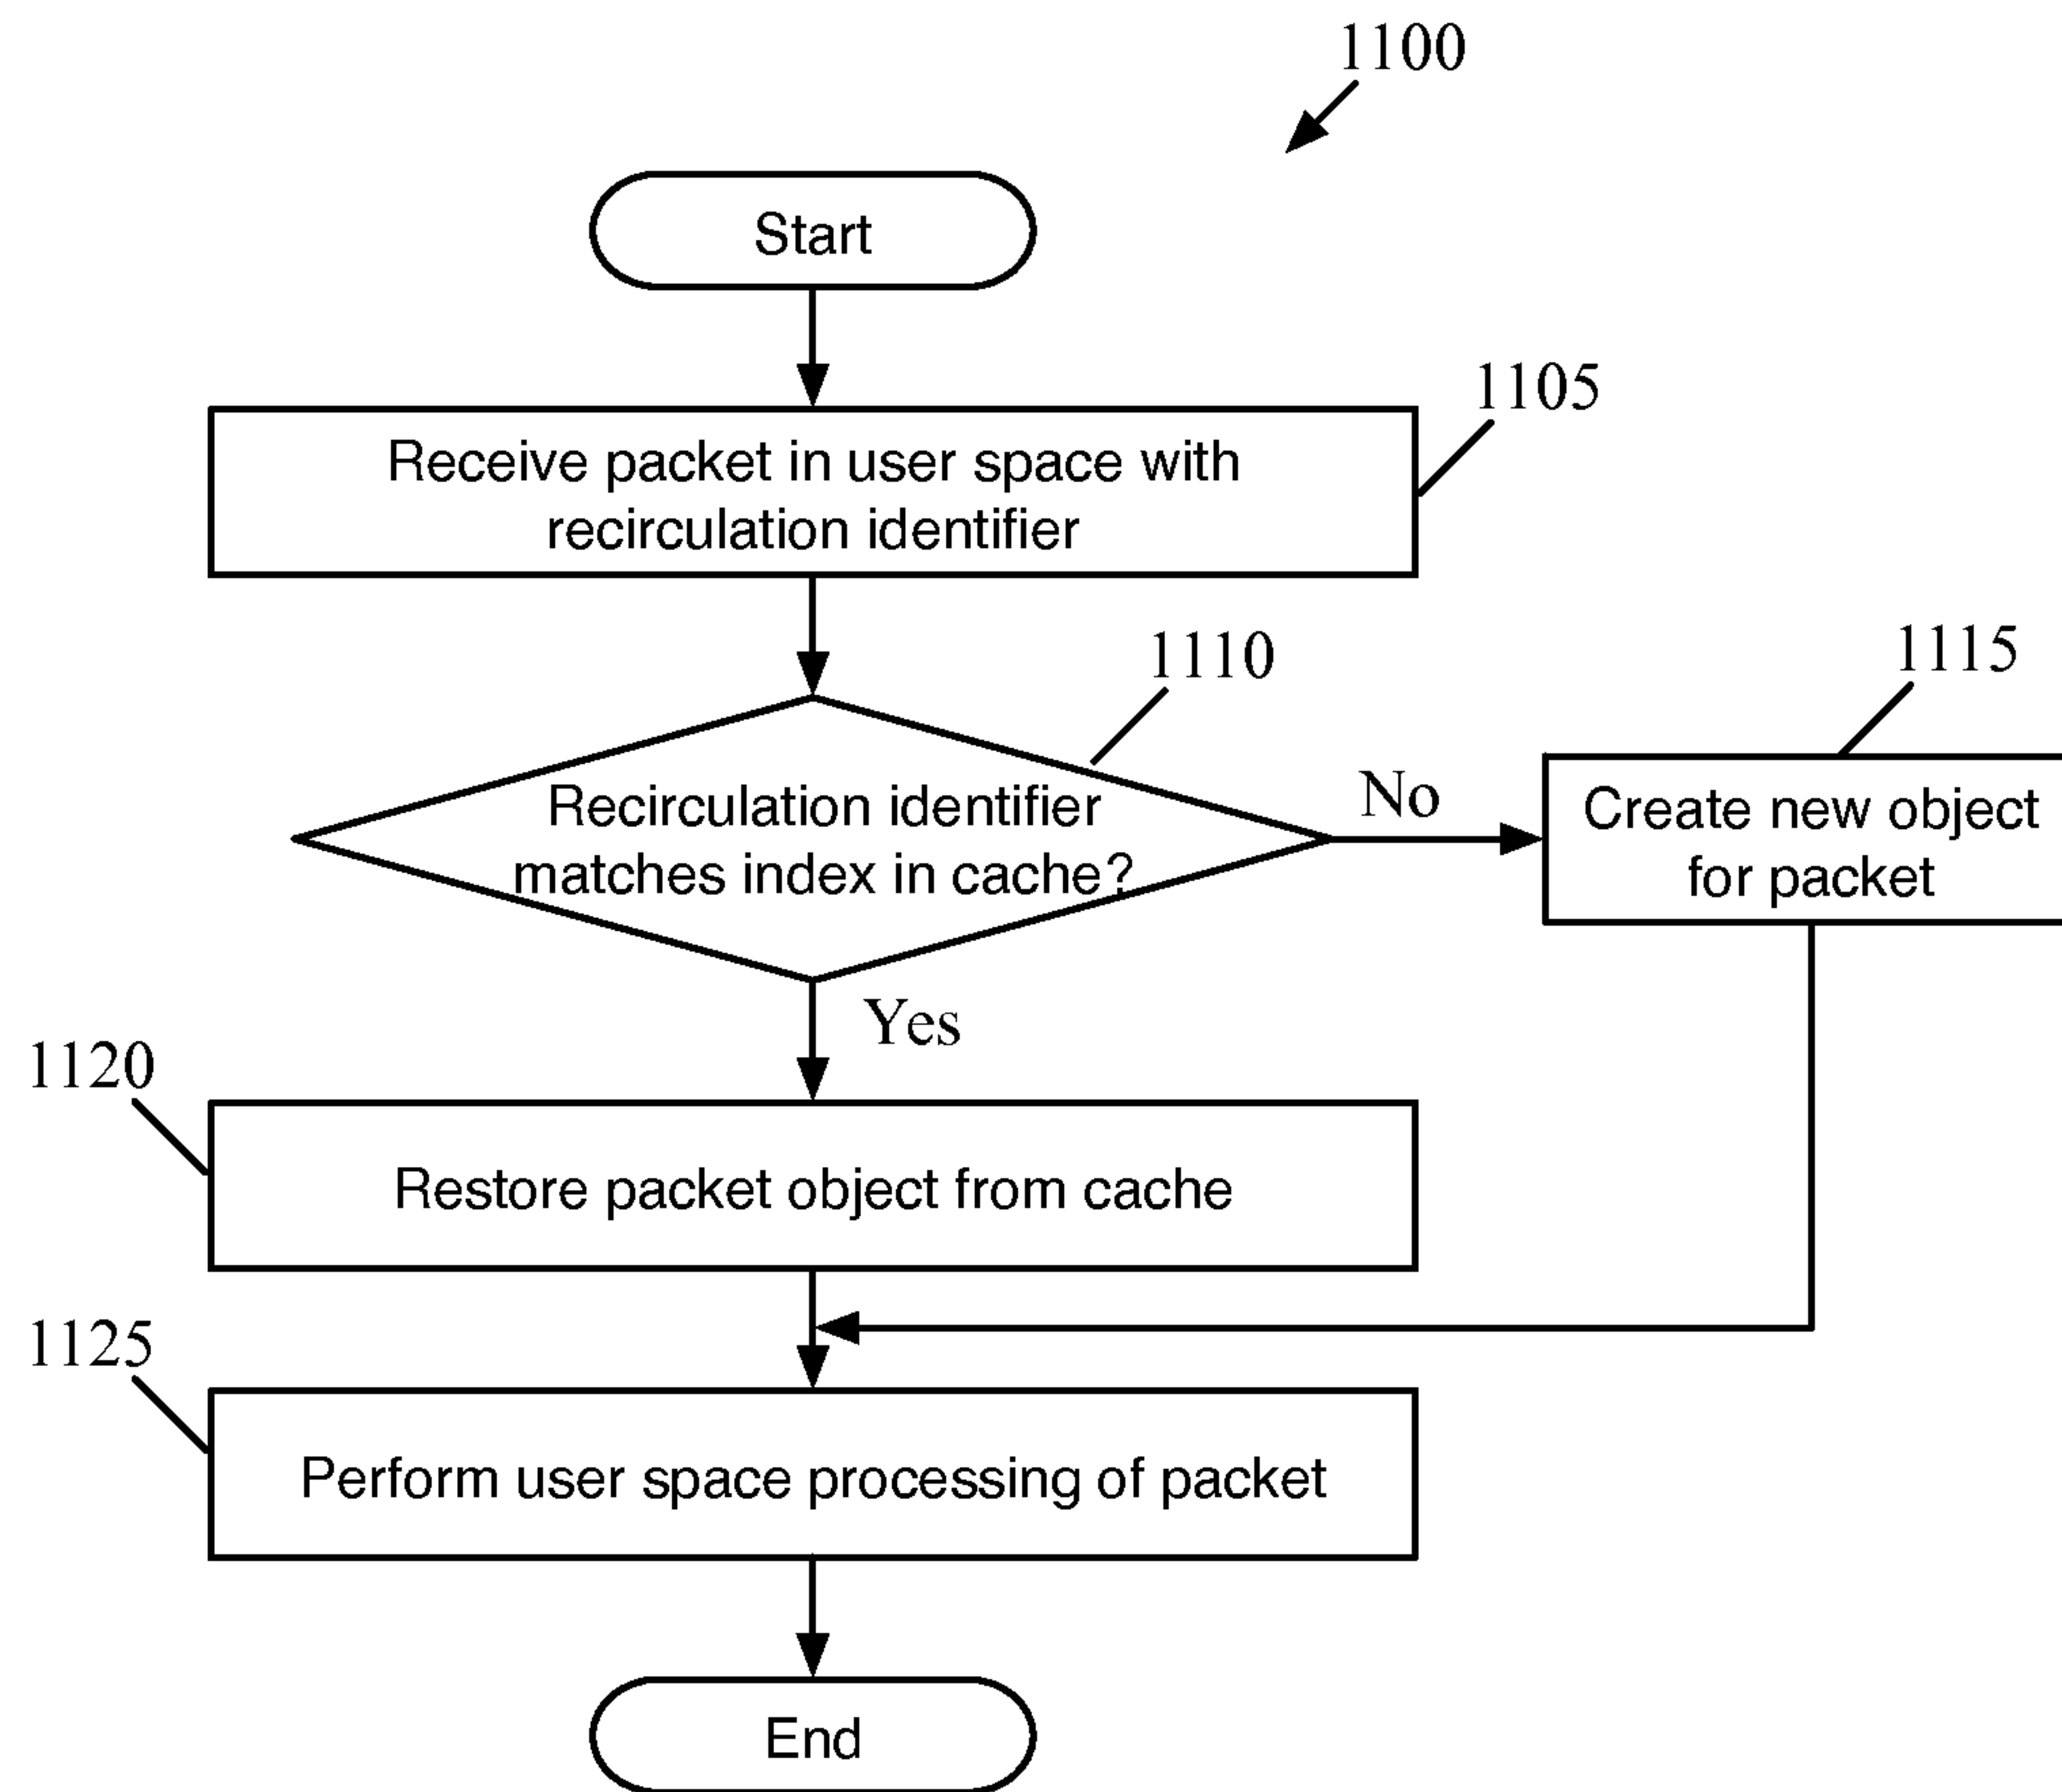 1100
Start
1105
Receive packet in user space with
recirculation identifier
1110
1115
Recirculation identifier
matches index in cache?
No
Create new object
for packet
Yes
1120
Restore packet object from cache
1125
Perform user space processing of packet
End